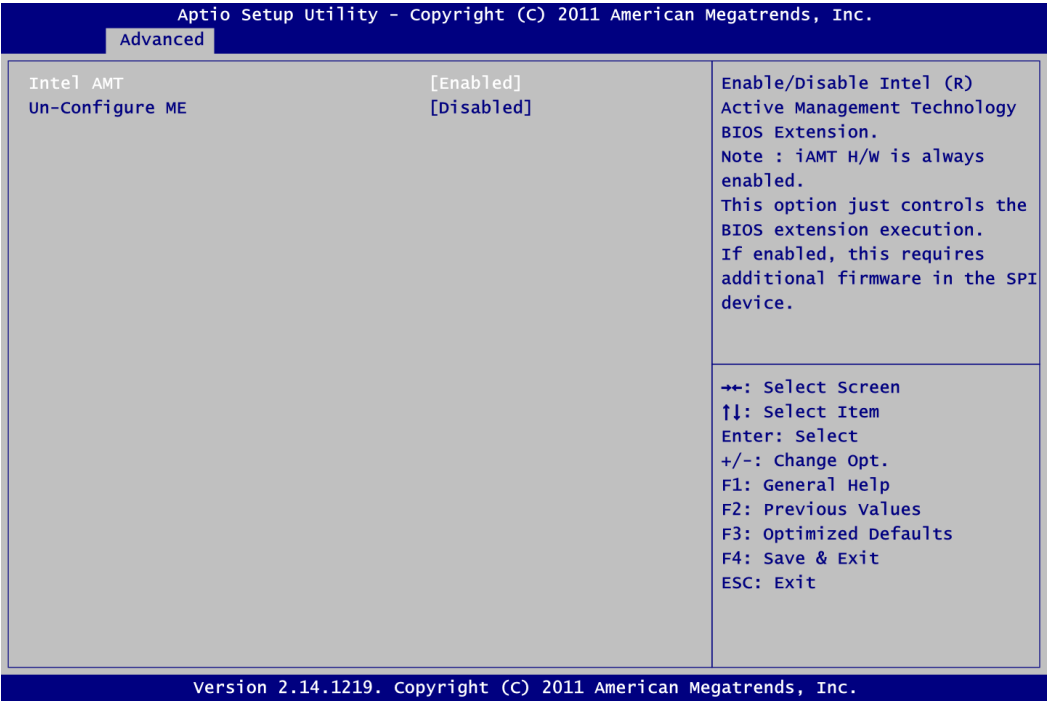 Aptio Setup Utility - Copyright (C) 2011 American Megatrends, Inc.
Advanced
Intel AMT [Enabled]
Un-Configure ME [Disabled]
Enable/Disable Intel (R)
Active Management Technology
BIOS Extension.
Note : iAMT H/W is always
enabled.
This option just controls the
BIOS extension execution.
If enabled, this requires
additional firmware in the SPI
device.
→←: Select Screen
↑↓: Select Item
Enter: Select
+/-: Change Opt.
F1: General Help
F2: Previous Values
F3: Optimized Defaults
F4: Save & Exit
ESC: Exit
Version 2.14.1219. Copyright (C) 2011 American Megatrends, Inc.